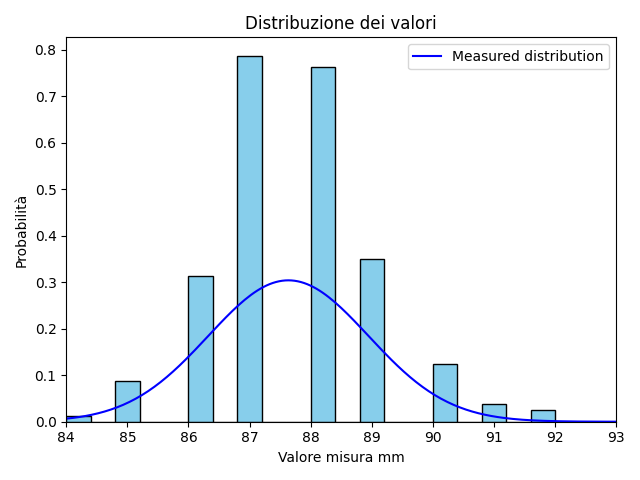 Distribuzione dei valori
Measured distribution
0.8
0.7
0.6
0.5
0.4
0.3
0.2
0.1
0.0
Probabilità
84 85 86 87 88 89 90 91 92 93
Valore misura mm